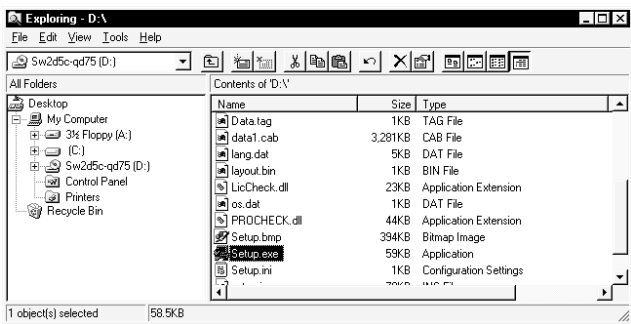 Exploring - D:\
File Edit View Tools Help
Sw2d5c-qd75 (D:)
All Folders
Contents of 'D:\'
Desktop
My Computer
3½ Floppy (A:)
(C:)
Sw2d5c-qd75 (D:)
Control Panel
Printers
Recycle Bin
Name Size Type
Data.tag 1KB TAG File
data1.cab 3,281KB CAB File
lang.dat 5KB DAT File
layout.bin 1KB BIN File
LicCheck.dll 23KB Application Extension
os.dat 1KB DAT File
PROCHECK.dll 44KB Application Extension
Setup.bmp 394KB Bitmap Image
Setup.exe 59KB Application
Setup.ini 1KB Configuration Settings
1 object(s) selected 58.5KB